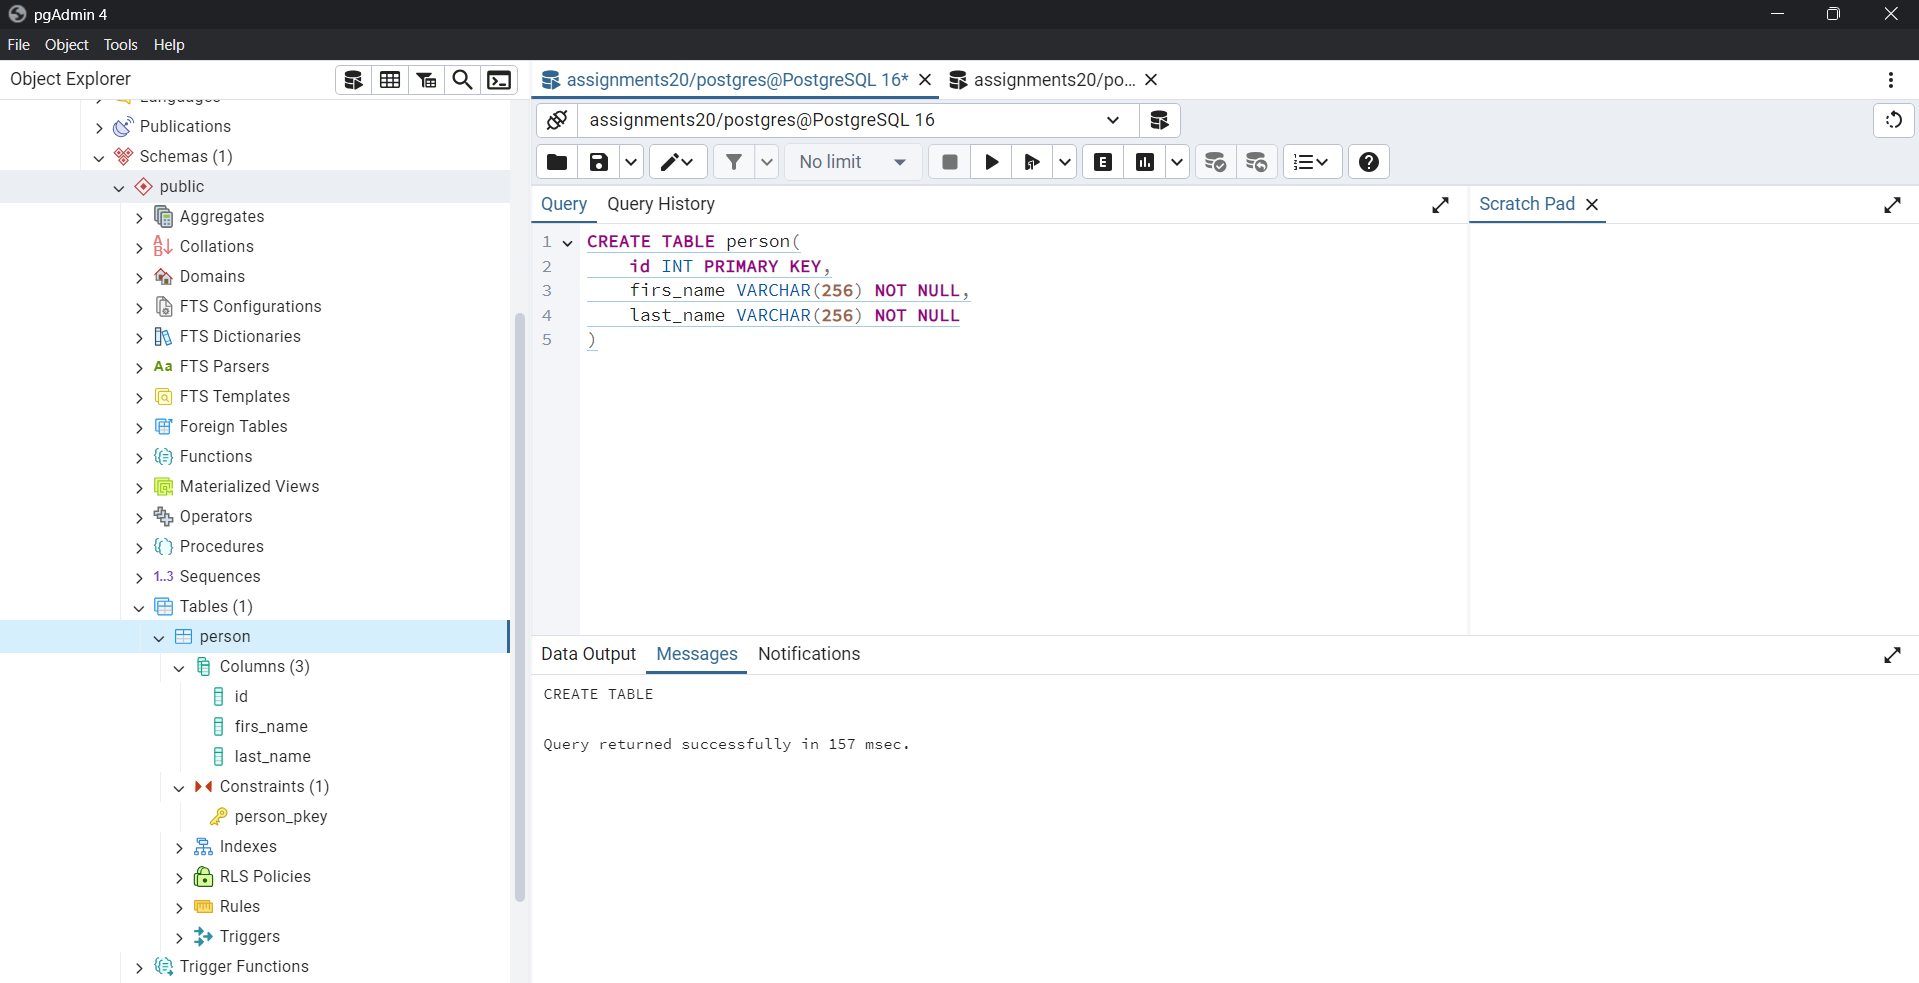 pgAdmin 4
File Object Tools Help
Object Explorer
assignments20/postgres@PostgreSQL 16*
assignments20/po...
Languages
Publications
Schemas (1)
public
Aggregates
Collations
Domains
FTS Configurations
FTS Dictionaries
Aa FTS Parsers
FTS Templates
Foreign Tables
Functions
Materialized Views
Operators
Procedures
1..3 Sequences
Tables (1)
person
Columns (3)
id
firs_name
last_name
Constraints (1)
person_pkey
Indexes
RLS Policies
Rules
Triggers
Trigger Functions
assignments20/postgres@PostgreSQL 16
No limit
E
Query Query History
Scratch Pad
1 CREATE TABLE person(
2 id INT PRIMARY KEY,
3 firs_name VARCHAR(256) NOT NULL,
4 last_name VARCHAR(256) NOT NULL
5 )
Data Output Messages Notifications
CREATE TABLE
Query returned successfully in 157 msec.